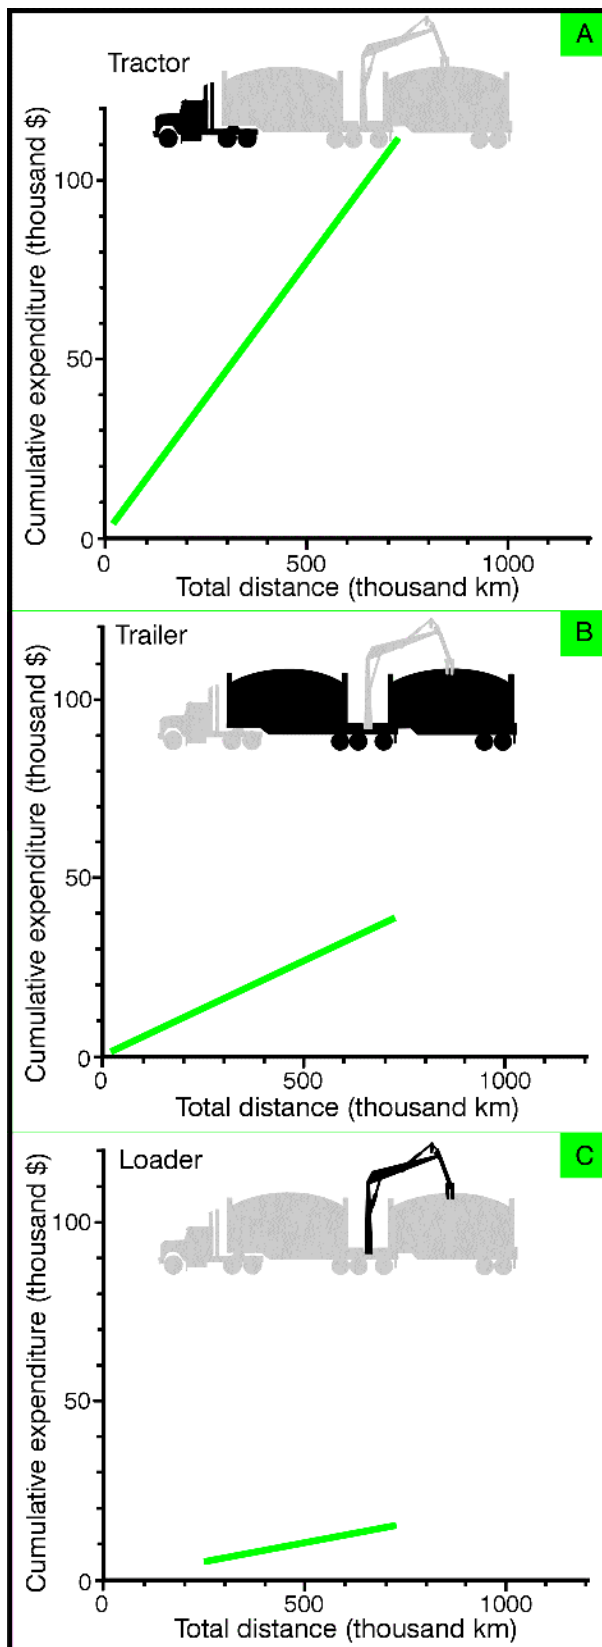 A
Tractor
Cumulative expenditure (thousand $)
100
50
0
0 500 1000
Total distance (thousand km)
B
Trailer
Cumulative expenditure (thousand $)
100
50
0
0 500 1000
Total distance (thousand km)
C
Loader
Cumulative expenditure (thousand $)
100
50
0
0 500 1000
Total distance (thousand km)